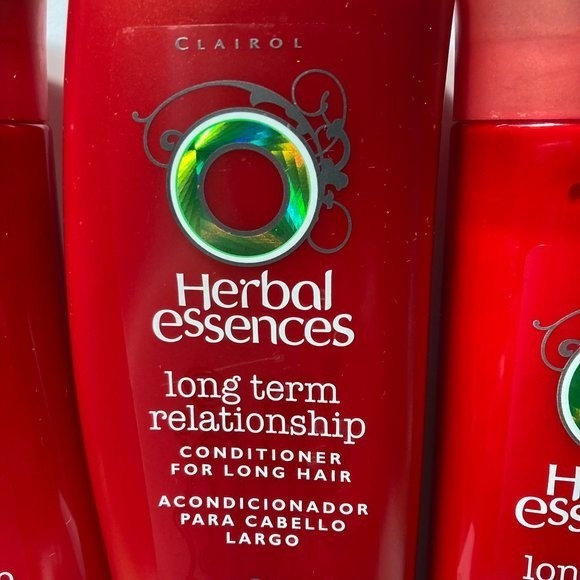 CLAIROL
Herbal
essences
long term
relationship
CONDITIONER
FOR LONG HAIR
ACONDICIONADOR
PARA CABELLO
LARGO